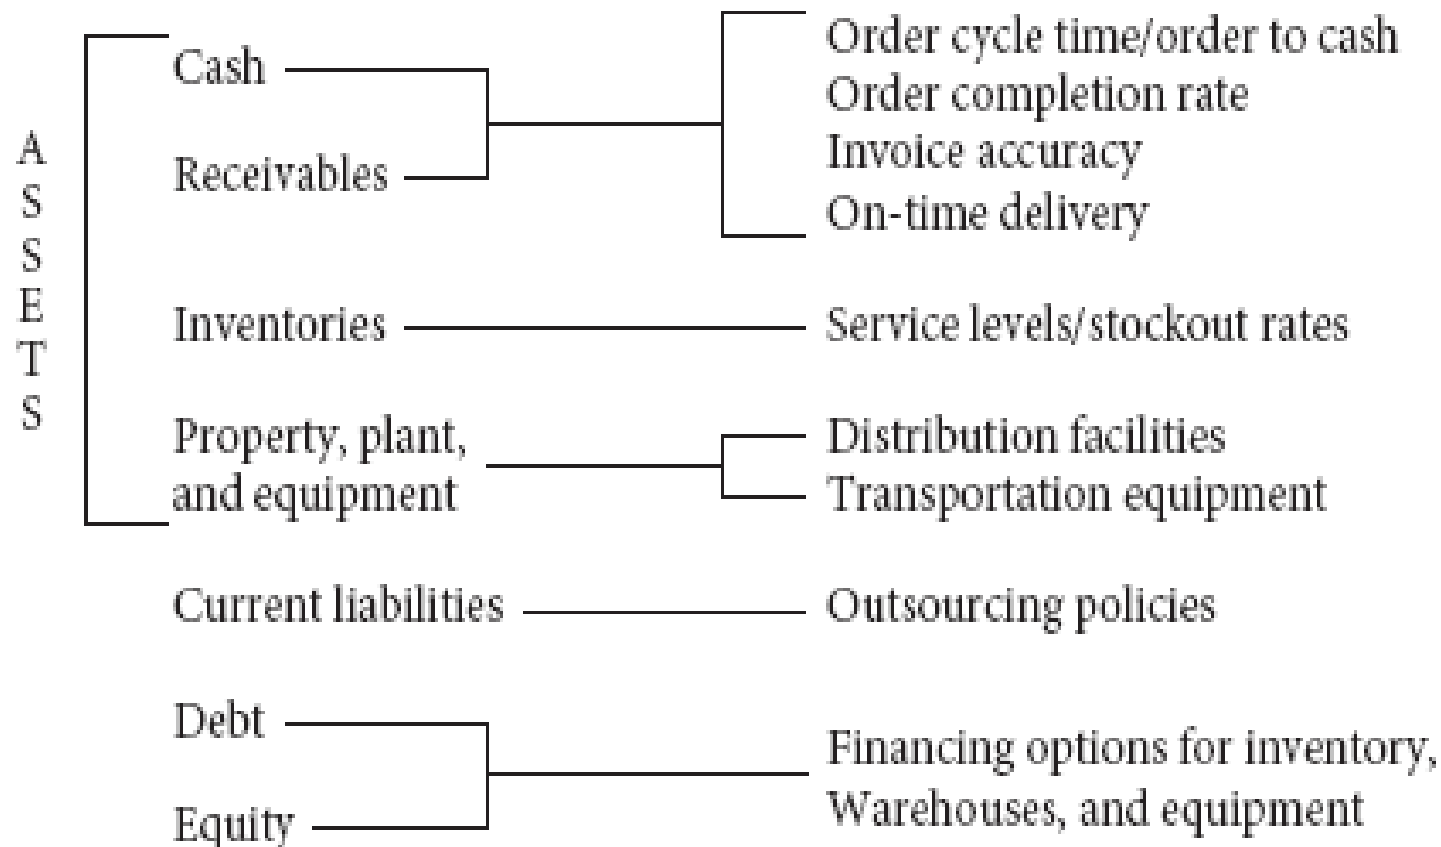 ASSETS
Cash
Receivables
Order cycle time/order to cash
Order completion rate
Invoice accuracy
On-time delivery
Inventories
Service levels/stockout rates
Property, plant,
and equipment
Distribution facilities
Transportation equipment
Current liabilities
Outsourcing policies
Debt
Equity
Financing options for inventory,
Warehouses, and equipment